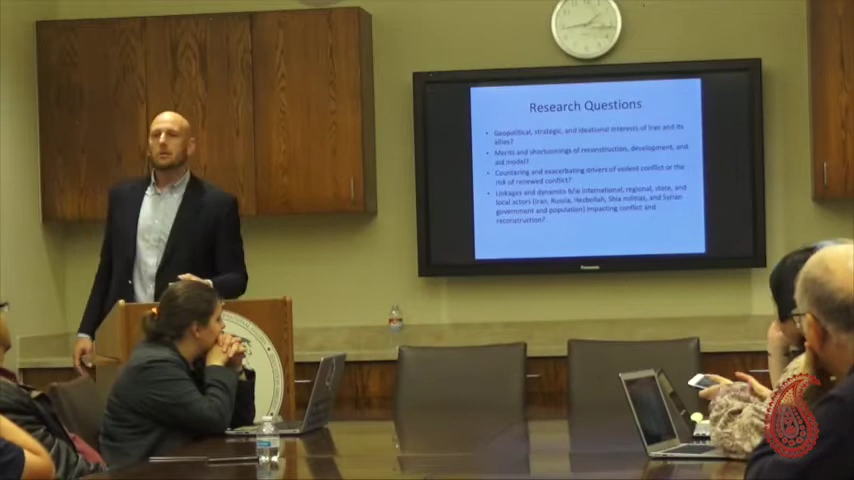 Research Questions
• Geopolitical, strategic, and ideational interests of Iran and its
allies?
• Merits and shortcomings of reconstruction, development, and
aid model?
• Countering and exacerbating drivers of violent conflict or the
risk of renewed conflict?
• Linkages and dynamics b/w international, regional, state, and
local actors (Iran, Russia, Hezbollah, Shia militias, and Syrian
government and population) impacting conflict and
reconstruction?
Panasonic